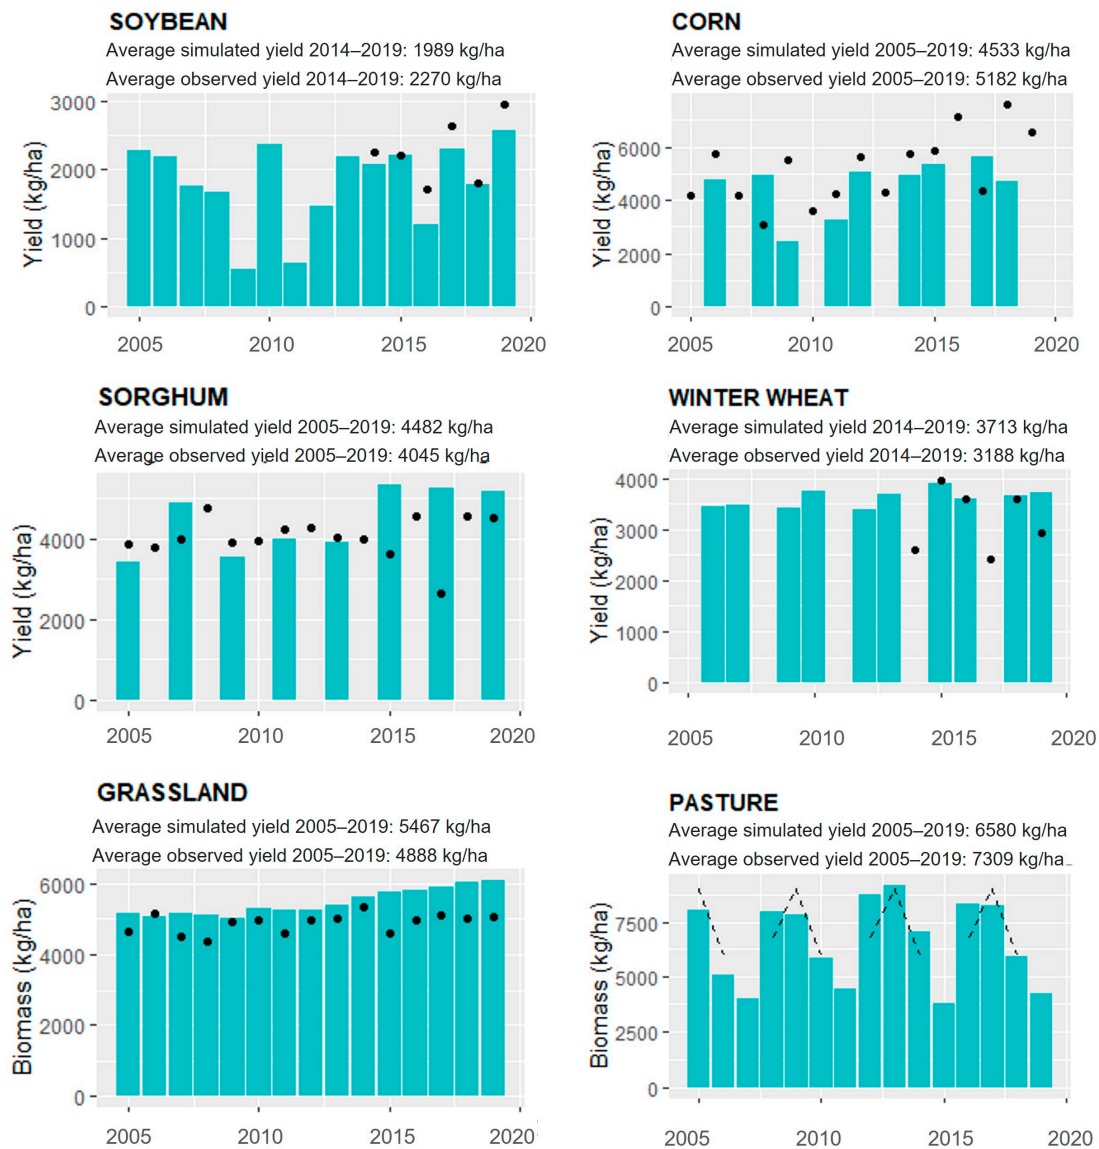 SOYBEAN
Average simulated yield 2014–2019: 1989 kg/ha
Average observed yield 2014–2019: 2270 kg/ha
Yield (kg/ha)
3000
2000
1000
0
2005 2010 2015 2020
CORN
Average simulated yield 2005–2019: 4533 kg/ha
Average observed yield 2005–2019: 5182 kg/ha
Yield (kg/ha)
6000
4000
2000
0
2005 2010 2015 2020
SORGHUM
Average simulated yield 2005–2019: 4482 kg/ha
Average observed yield 2005–2019: 4045 kg/ha
Yield (kg/ha)
4000
2000
0
2005 2010 2015 2020
WINTER WHEAT
Average simulated yield 2014–2019: 3713 kg/ha
Average observed yield 2014–2019: 3188 kg/ha
Yield (kg/ha)
4000
3000
2000
1000
0
2005 2010 2015 2020
GRASSLAND
Average simulated yield 2005–2019: 5467 kg/ha
Average observed yield 2005–2019: 4888 kg/ha
Biomass (kg/ha)
6000
4000
2000
0
2005 2010 2015 2020
PASTURE
Average simulated yield 2005–2019: 6580 kg/ha
Average observed yield 2005–2019: 7309 kg/ha
Biomass (kg/ha)
7500
5000
2500
0
2005 2010 2015 2020